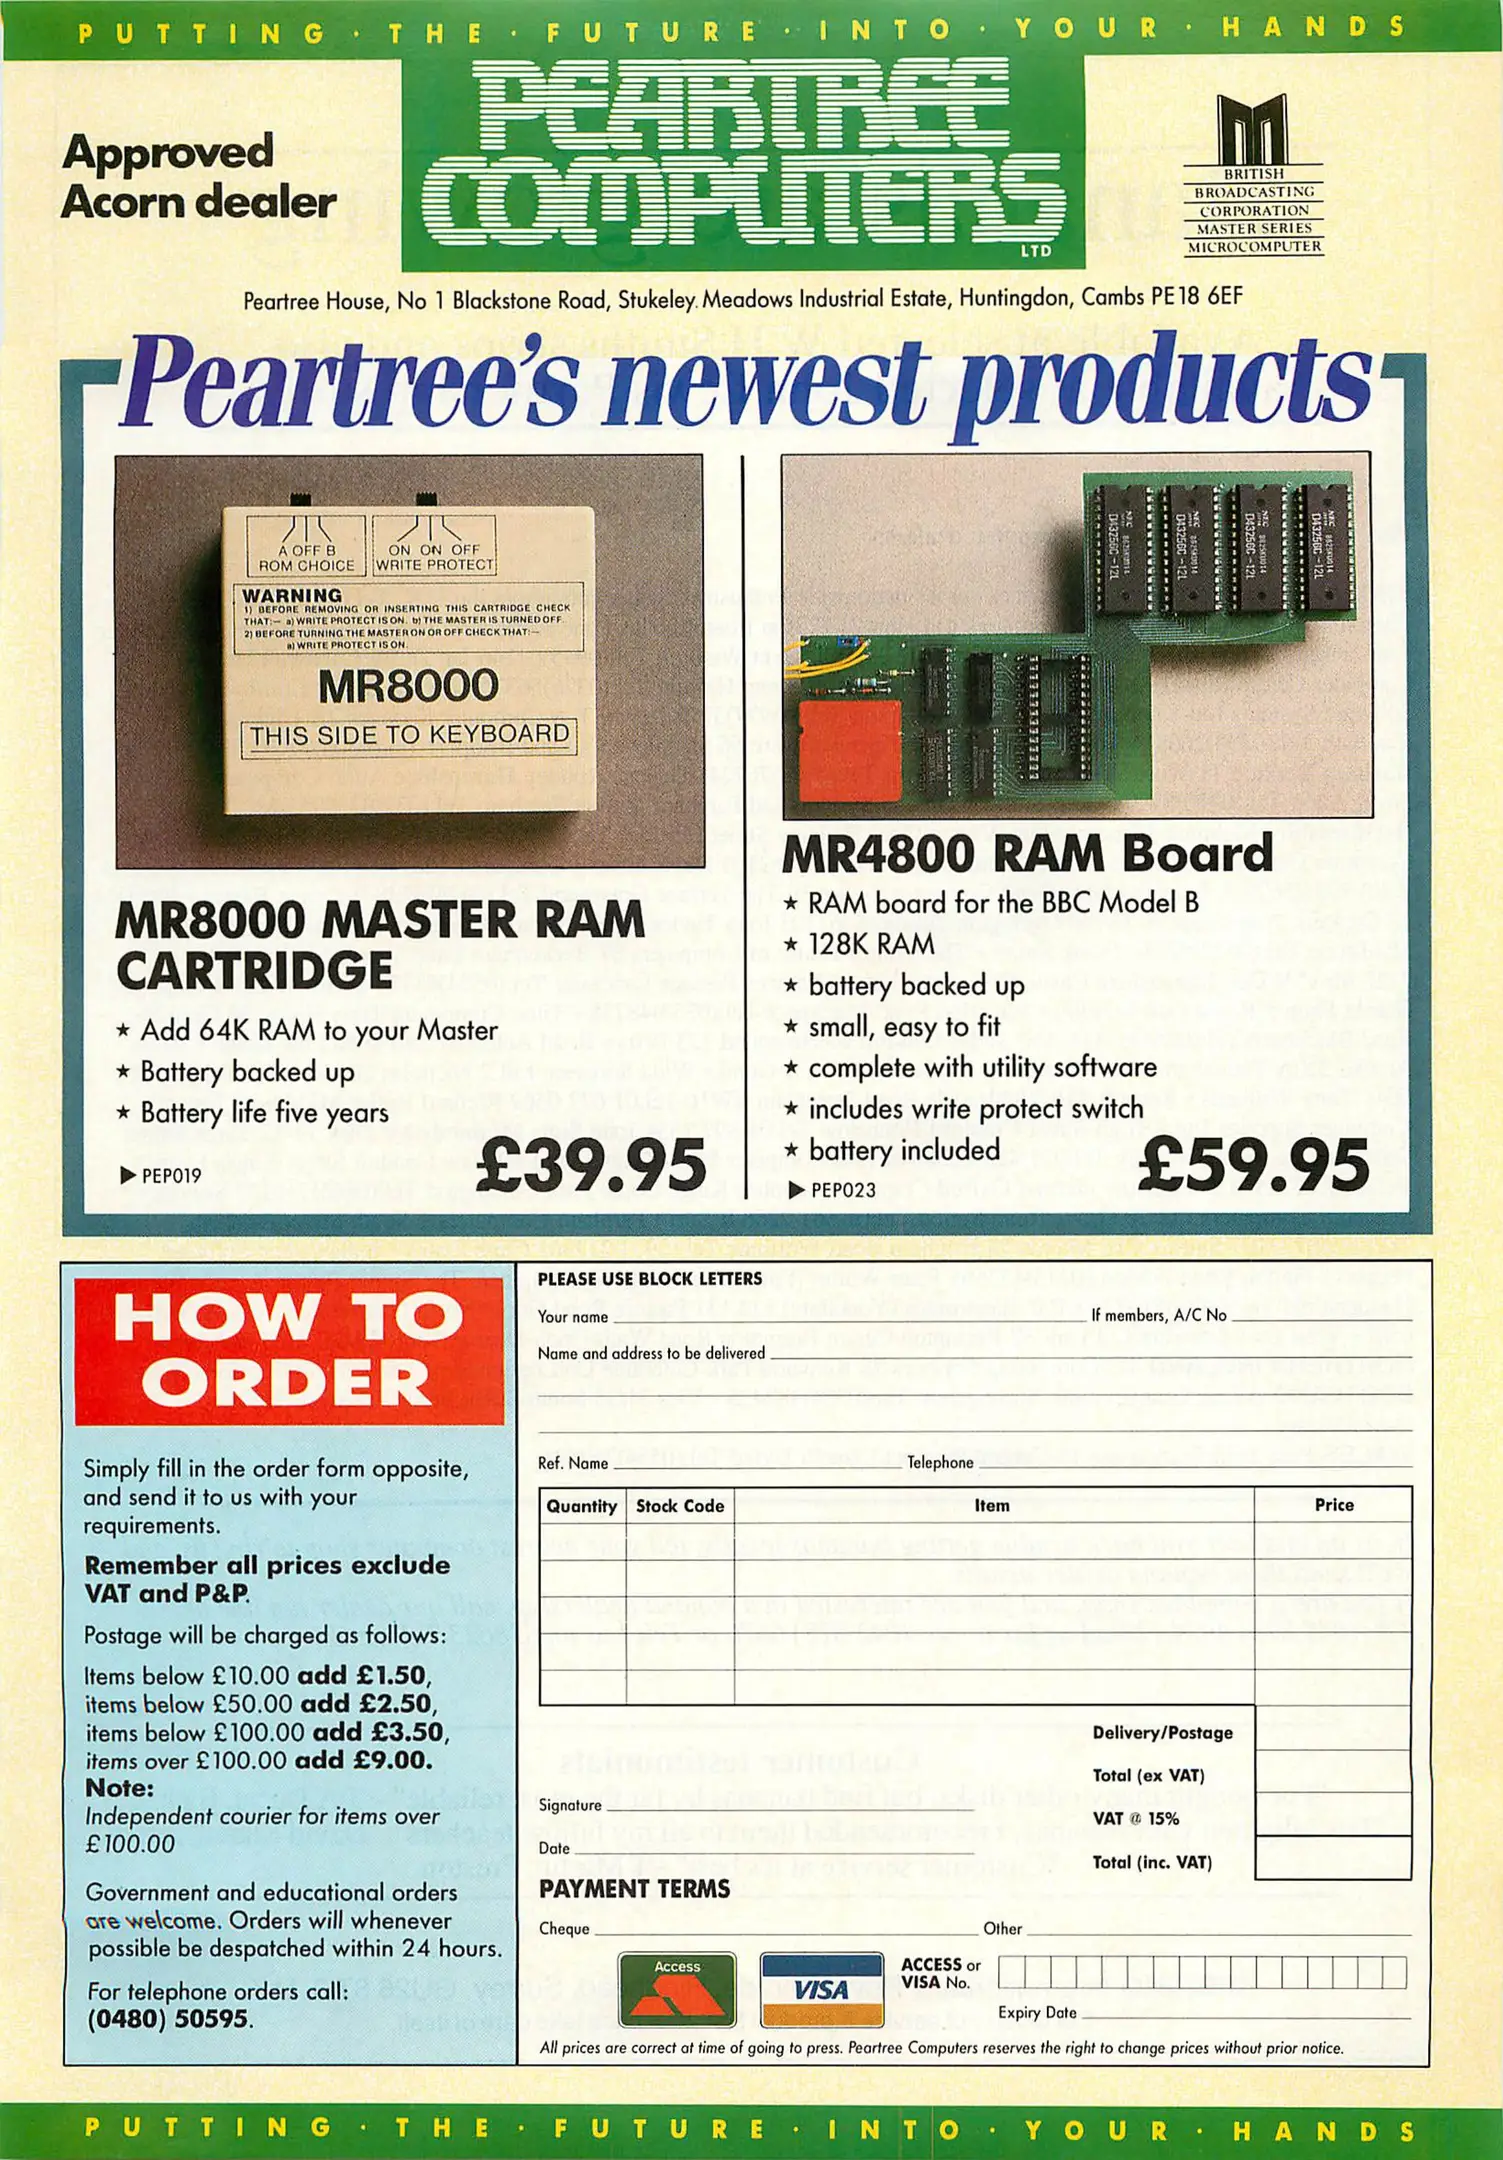 PUTTING · THE · FUTURE · INTO · YOUR · HANDS
Approved
Acorn dealer
PEARTREE
COMPUTERS
LTD
BRITISH
BROADCASTING
CORPORATION
MASTER SERIES
MICROCOMPUTER
Peartree House, No 1 Blackstone Road, Stukeley Meadows Industrial Estate, Huntingdon, Cambs PE18 6EF
Peartree's newest products
A OFF B
ROM CHOICE
ON ON OFF
WRITE PROTECT
WARNING
1) BEFORE REMOVING OR INSERTING THIS CARTRIDGE CHECK
THAT:– a) WRITE PROTECT IS ON. b) THE MASTER IS TURNED OFF.
2) BEFORE TURNING THE MASTER ON OR OFF CHECK THAT:–
a) WRITE PROTECT IS ON.
MR8000
THIS SIDE TO KEYBOARD
MR8000 MASTER RAM
CARTRIDGE
★ Add 64K RAM to your Master
★ Battery backed up
★ Battery life five years
▶ PEP019
£39.95
NEC
D43256C-12L
NEC
D43256C-12L
NEC
D43256C-12L
NEC
D43256C-12L
MR4800 RAM Board
★ RAM board for the BBC Model B
★ 128K RAM
★ battery backed up
★ small, easy to fit
★ complete with utility software
★ includes write protect switch
★ battery included
▶ PEP023
£59.95
HOW TO
ORDER
Simply fill in the order form opposite,
and send it to us with your
requirements.
Remember all prices exclude
VAT and P&P.
Postage will be charged as follows:
Items below £10.00 add £1.50,
items below £50.00 add £2.50,
items below £100.00 add £3.50,
items over £100.00 add £9.00.
Note:
Independent courier for items over
£100.00
Government and educational orders
are welcome. Orders will whenever
possible be despatched within 24 hours.
For telephone orders call:
(0480) 50595.
PLEASE USE BLOCK LETTERS
Your name If members, A/C No
Name and address to be delivered
Ref. Name Telephone
Quantity Stock Code Item Price
Delivery/Postage
Total (ex VAT)
Signature
VAT @ 15%
Date
Total (inc. VAT)
PAYMENT TERMS
Cheque Other
Access
VISA
ACCESS or
VISA No.
Expiry Date
All prices are correct at time of going to press. Peartree Computers reserves the right to change prices without prior notice.
PUTTING · THE · FUTURE · INTO · YOUR · HANDS